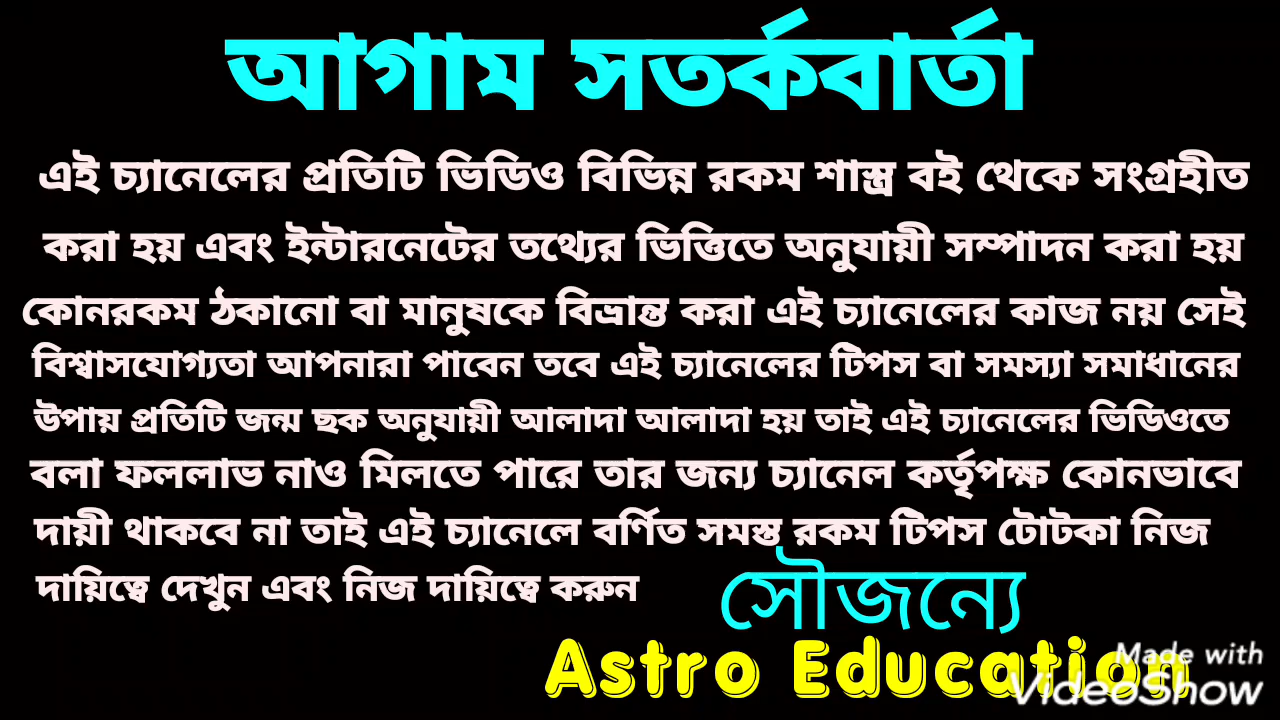 আগাম সতর্কবার্তা
এই চ্যানেলের প্রতিটি ভিডিও বিভিন্ন রকম শাস্ত্র বই থেকে সংগ্রহীত
করা হয় এবং ইন্টারনেটের তথ্যের ভিত্তিতে অনুযায়ী সম্পাদন করা হয়
কোনরকম ঠকানো বা মানুষকে বিভ্রান্ত করা এই চ্যানেলের কাজ নয় সেই
বিশ্বাসযোগ্যতা আপনারা পাবেন তবে এই চ্যানেলের টিপস বা সমস্যা সমাধানের
উপায় প্রতিটি জন্ম ছক অনুযায়ী আলাদা আলাদা হয় তাই এই চ্যানেলের ভিডিওতে
বলা ফললাভ নাও মিলতে পারে তার জন্য চ্যানেল কর্তৃপক্ষ কোনভাবে
দায়ী থাকবে না তাই এই চ্যানেলে বর্ণিত সমস্ত রকম টিপস টোটকা নিজ
দায়িত্বে দেখুন এবং নিজ দায়িত্বে করুন
সৌজন্যে
Astro Education
Made with
VideoShow